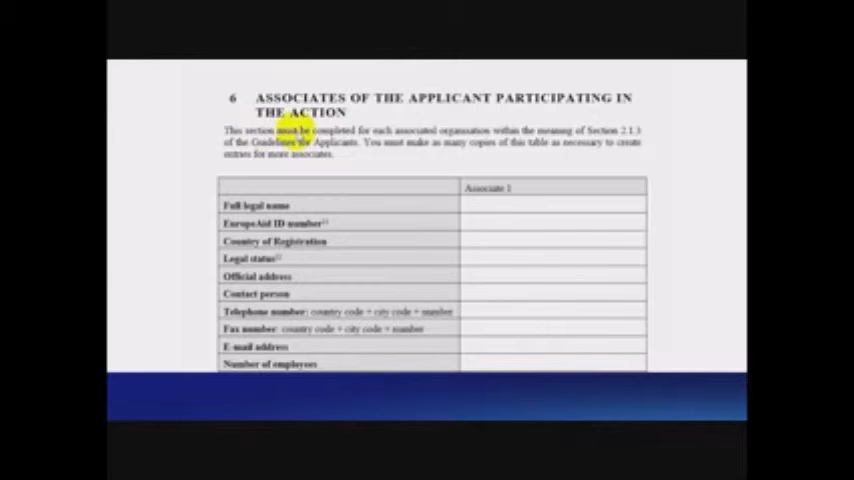 6 ASSOCIATES OF THE APPLICANT PARTICIPATING IN
THE ACTION
This section must be completed for each associated organisation within the meaning of Section 2.1.3
of the Guidelines for Applicants. You must make as many copies of this table as necessary to create
entries for more associates.
Associate 1
Full legal name
EuropeAid ID number
Country of Registration
Legal status
Official address
Contact person
Telephone number: country code + city code + number
Fax number: country code + city code + number
E-mail address
Number of employees